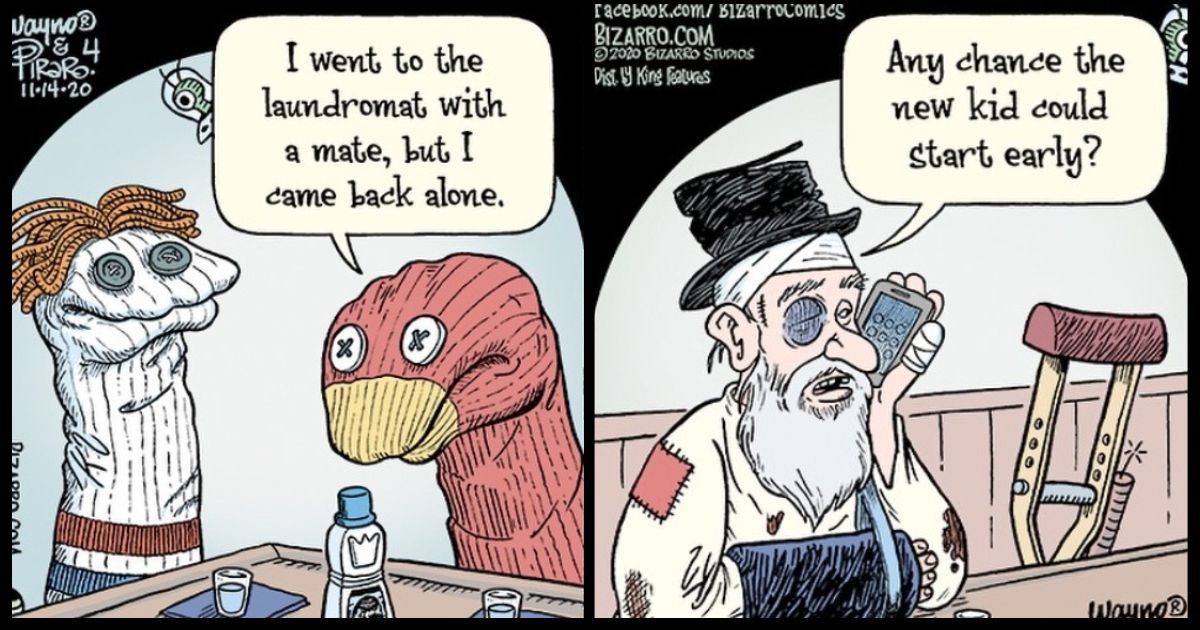 Wayno®
&
Piraro.
4
11•14•20
I went to the
laundromat with
a mate, but I
came back alone.
Facebook.com/BizarroComics
BIZARRO.COM
©2020 BIZARRO STUDIOS
Dist. by King Features
Any chance the
new kid could
start early?
Wayno®